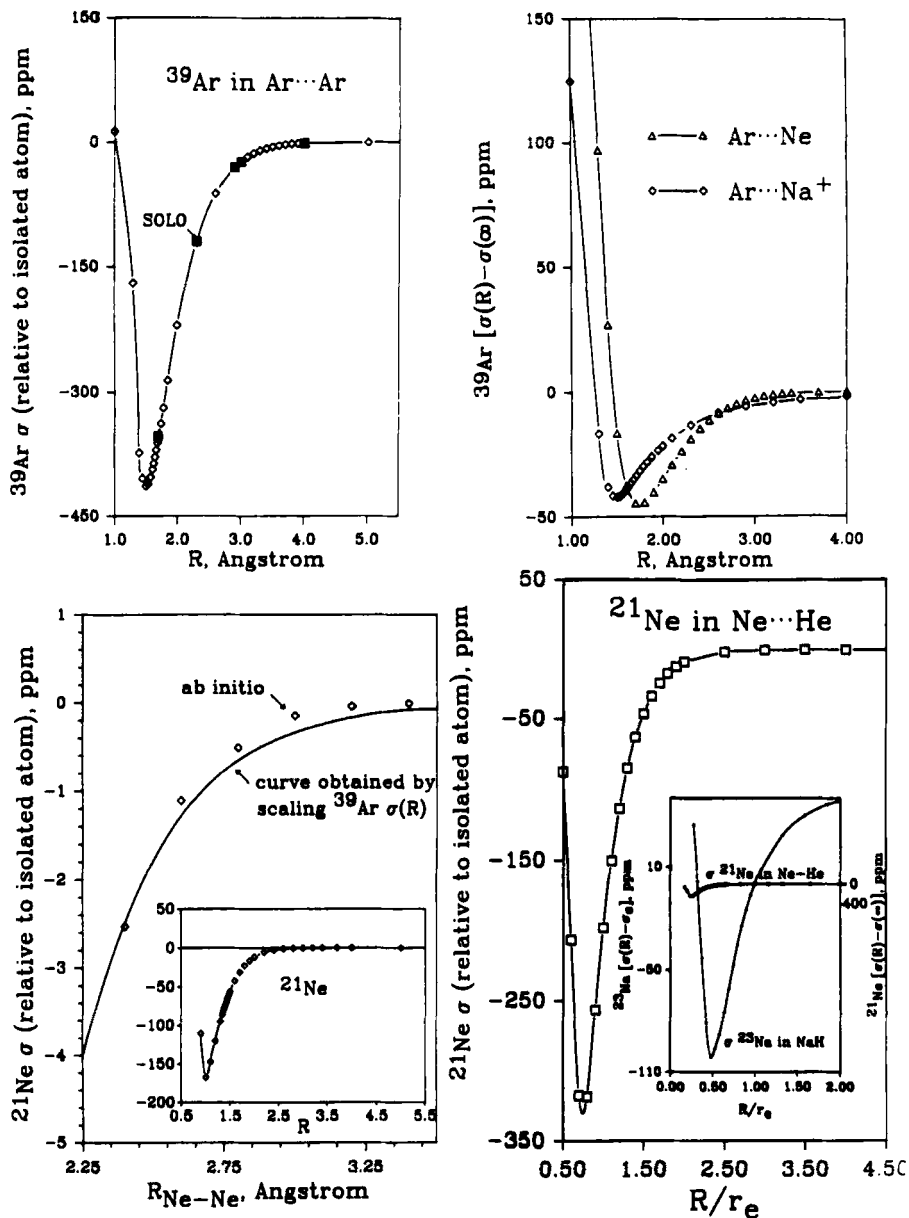 39Ar σ (relative to isolated atom), ppm
150
0
-150
-300
-450
39Ar in Ar···Ar
SOLO
1.0 2.0 3.0 4.0 5.0
R, Angstrom
39Ar [σ(R)-σ(∞)], ppm
150
100
50
0
-50
Ar···Ne
Ar···Na+
1.00 2.00 3.00 4.00
R, Angstrom
21Ne σ (relative to isolated atom), ppm
1
0
-1
-2
-3
-4
-5
ab initio
curve obtained by
scaling 39Ar σ(R)
50
0
-50
-100
-150
-200
21Ne
0.5 1.5 2.5 3.5 4.5 5.5
R
2.25 2.75 3.25
RNe-Ne, Angstrom
21Ne σ (relative to isolated atom), ppm
50
0
-50
-150
-250
-350
21Ne in Ne···He
23Na [σ(R)-σe], ppm
10
-50
-110
σ 21Ne in Ne-He
σ 23Na in NaH
0
400
21Ne [σ(R)-σ(∞)], ppm
0.00 0.50 1.00 1.50 2.00
R/re
0.50 1.50 2.50 3.50 4.50
R/re